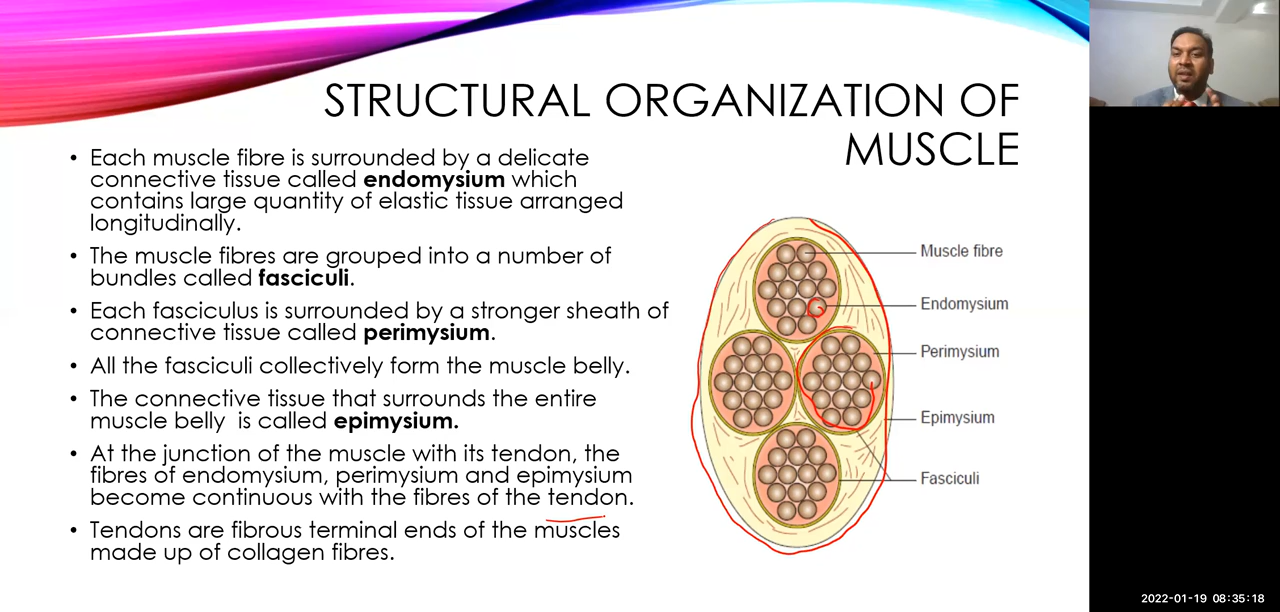 STRUCTURAL ORGANIZATION OF
MUSCLE
• Each muscle fibre is surrounded by a delicate
connective tissue called endomysium which
contains large quantity of elastic tissue arranged
longitudinally.
• The muscle fibres are grouped into a number of
bundles called fasciculi.
• Each fasciculus is surrounded by a stronger sheath of
connective tissue called perimysium.
• All the fasciculi collectively form the muscle belly.
• The connective tissue that surrounds the entire
muscle belly is called epimysium.
• At the junction of the muscle with its tendon, the
fibres of endomysium, perimysium and epimysium
become continuous with the fibres of the tendon.
• Tendons are fibrous terminal ends of the muscles
made up of collagen fibres.
Muscle fibre
Endomysium
Perimysium
Epimysium
Fasciculi
2022-01-19 08:35:18